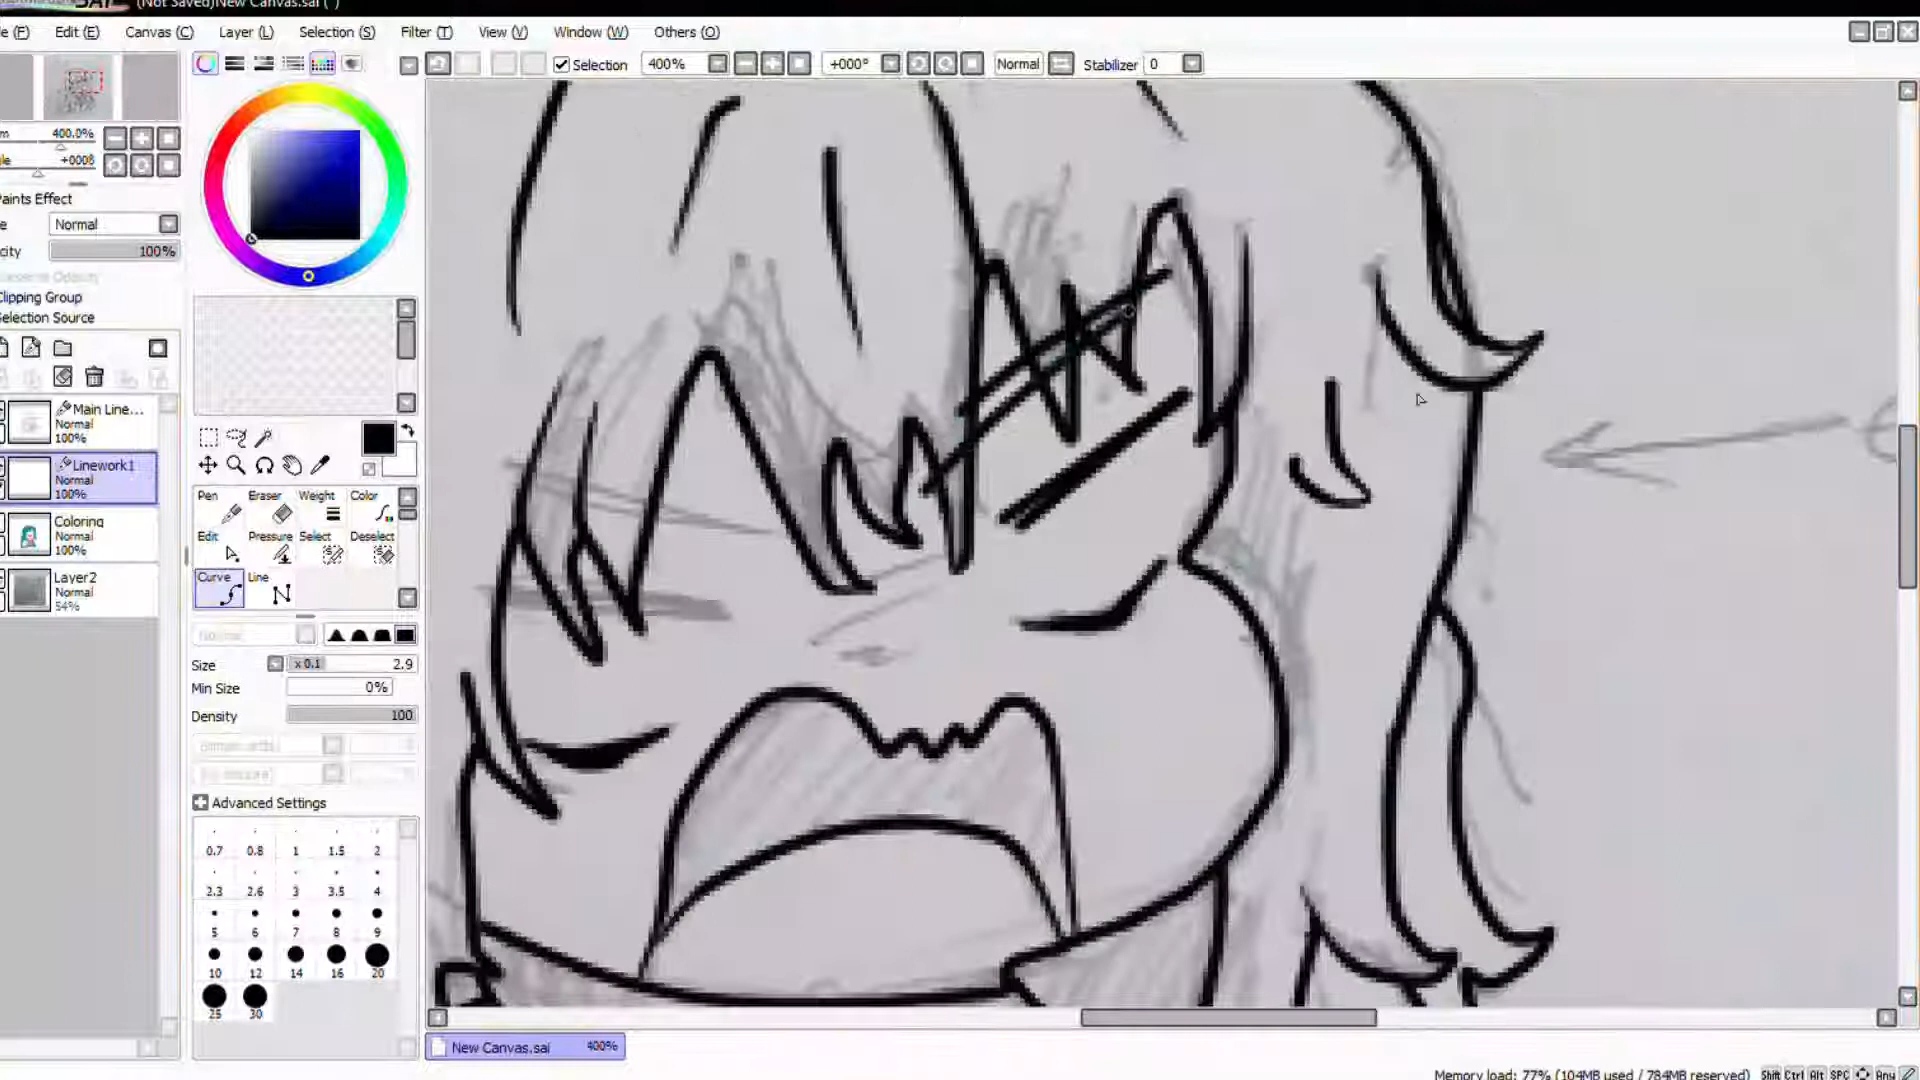 (Not Saved)New Canvas.sai (*)
le (F) Edit (E) Canvas (C) Layer (L) Selection (S) Filter (T) View (V) Window (W) Others (O)
Selection 400% +000° Normal Stabilizer 0
m 400.0%
gle +000ß
Paints Effect
e Normal
city 100%
Clipping Group
Selection Source
Main Line...
Normal
100%
Linework1
Normal
100%
Coloring
Normal
100%
Layer2
Normal
54%
Pen Eraser Weight Color
Edit Pressure Select Deselect
Curve Line
Normal
Size x 0.1 2.9
Min Size 0%
Density 100
Advanced Settings
0.7 0.8 1 1.5 2
2.3 2.6 3 3.5 4
5 6 7 8 9
10 12 14 16 20
25 30
New Canvas.sai 400%
Memory load: 77% (104MB used / 784MB reserved) Shift Ctrl Alt SPC Any